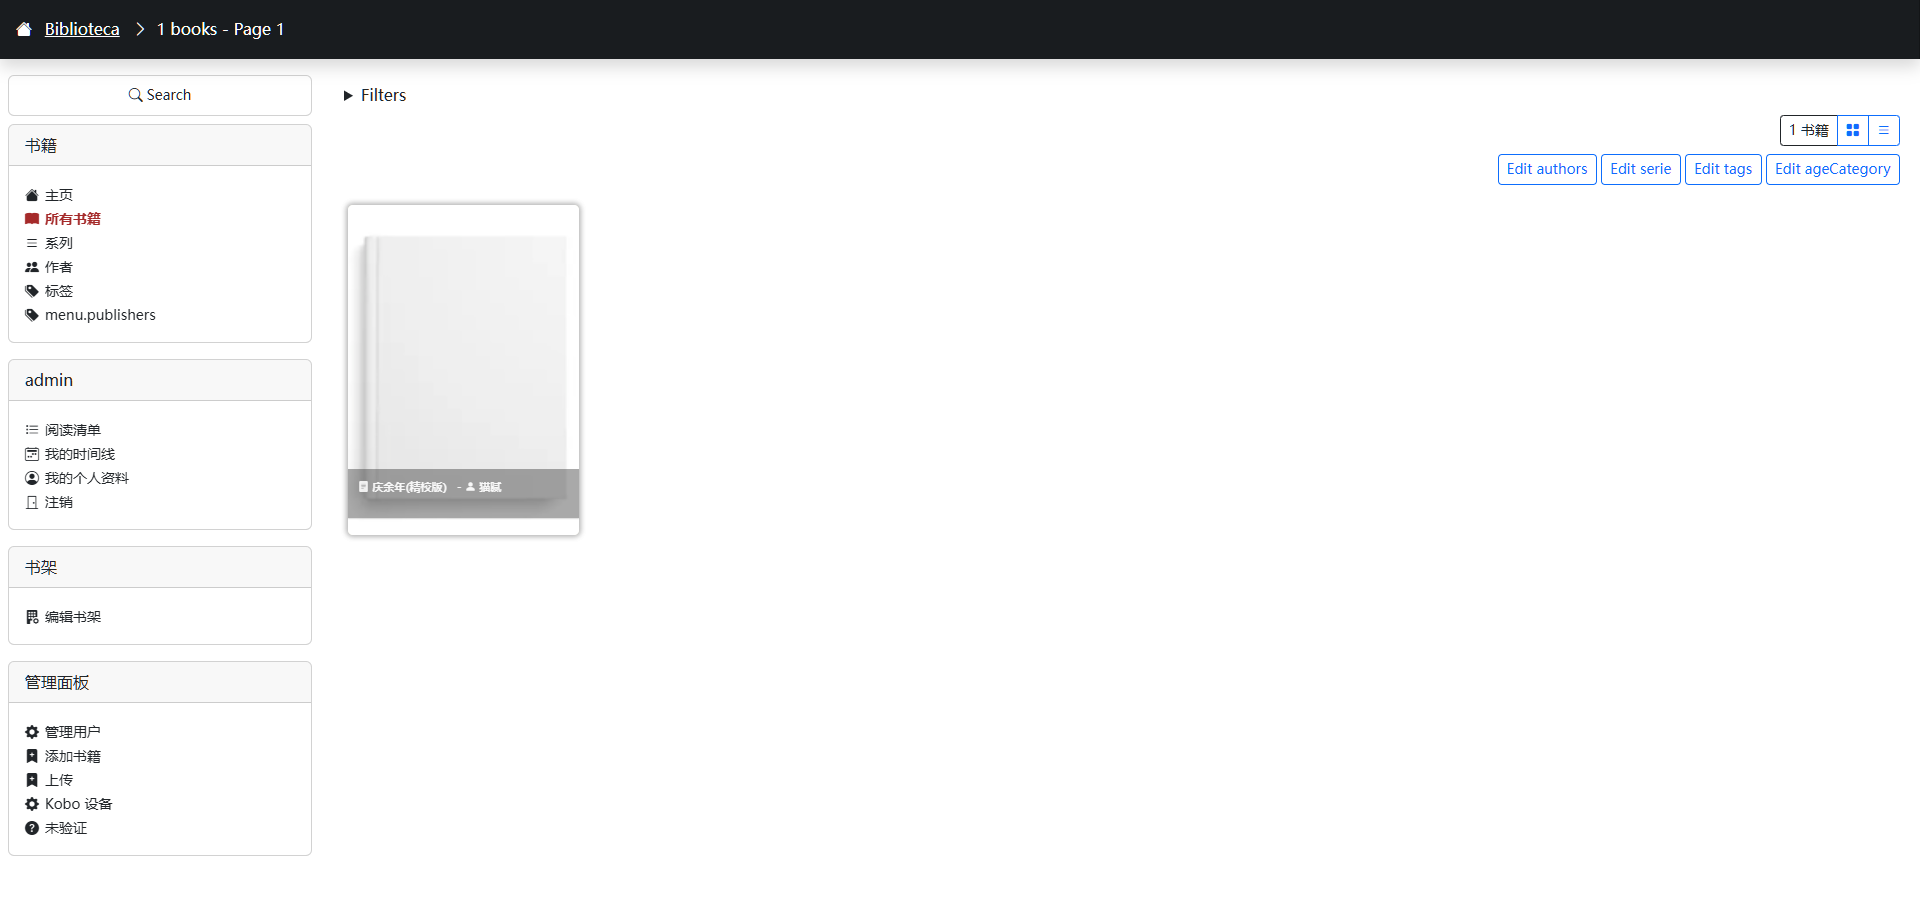 Biblioteca 1 books - Page 1
Search
书籍
主页
所有书籍
系列
作者
标签
menu.publishers
admin
阅读清单
我的时间线
我的个人资料
注销
书架
编辑书架
管理面板
管理用户
添加书籍
上传
Kobo 设备
未验证
Filters
1 书籍
Edit authors Edit serie Edit tags Edit ageCategory
庆余年(精校版) - 猫腻